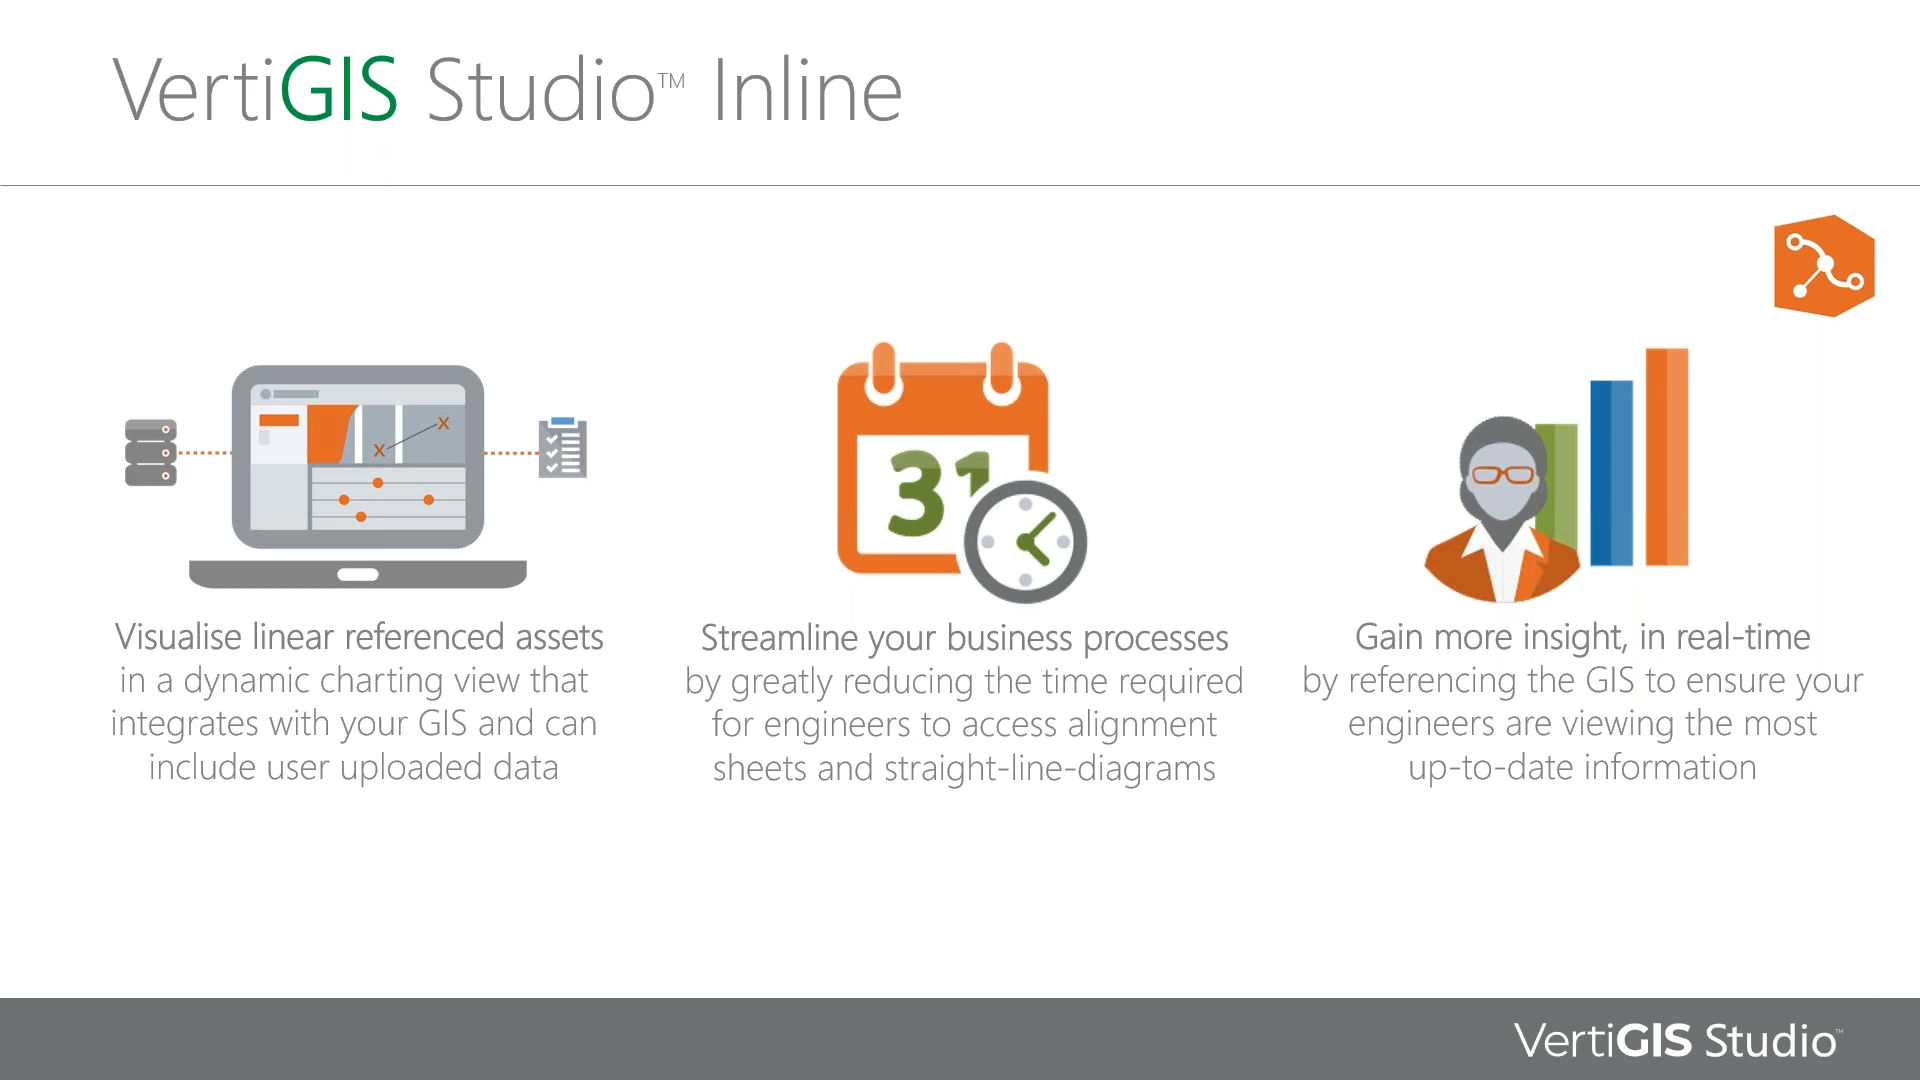 VertiGIS Studio™ Inline
X
X
31
Visualise linear referenced assets
in a dynamic charting view that
integrates with your GIS and can
include user uploaded data
Streamline your business processes
by greatly reducing the time required
for engineers to access alignment
sheets and straight-line-diagrams
Gain more insight, in real-time
by referencing the GIS to ensure your
engineers are viewing the most
up-to-date information
VertiGIS Studio™